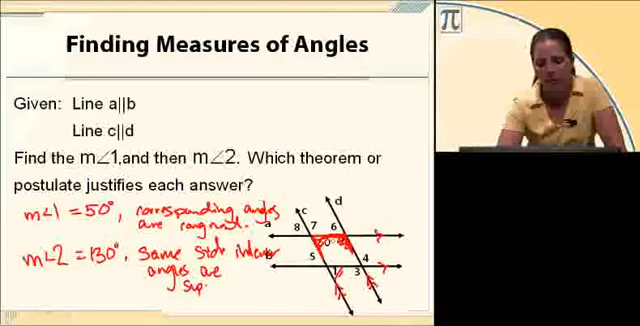 Finding Measures of Angles
π
Given: Line a||b
Line c||d
Find the m∠1, and then m∠2. Which theorem or
postulate justifies each answer?
m∠1 = 50°, corresponding angles
are congruent.
m∠2 = 130°, Same side
angles are
Sup
d
c
a 8 7 6
50
b 5 1 3 4